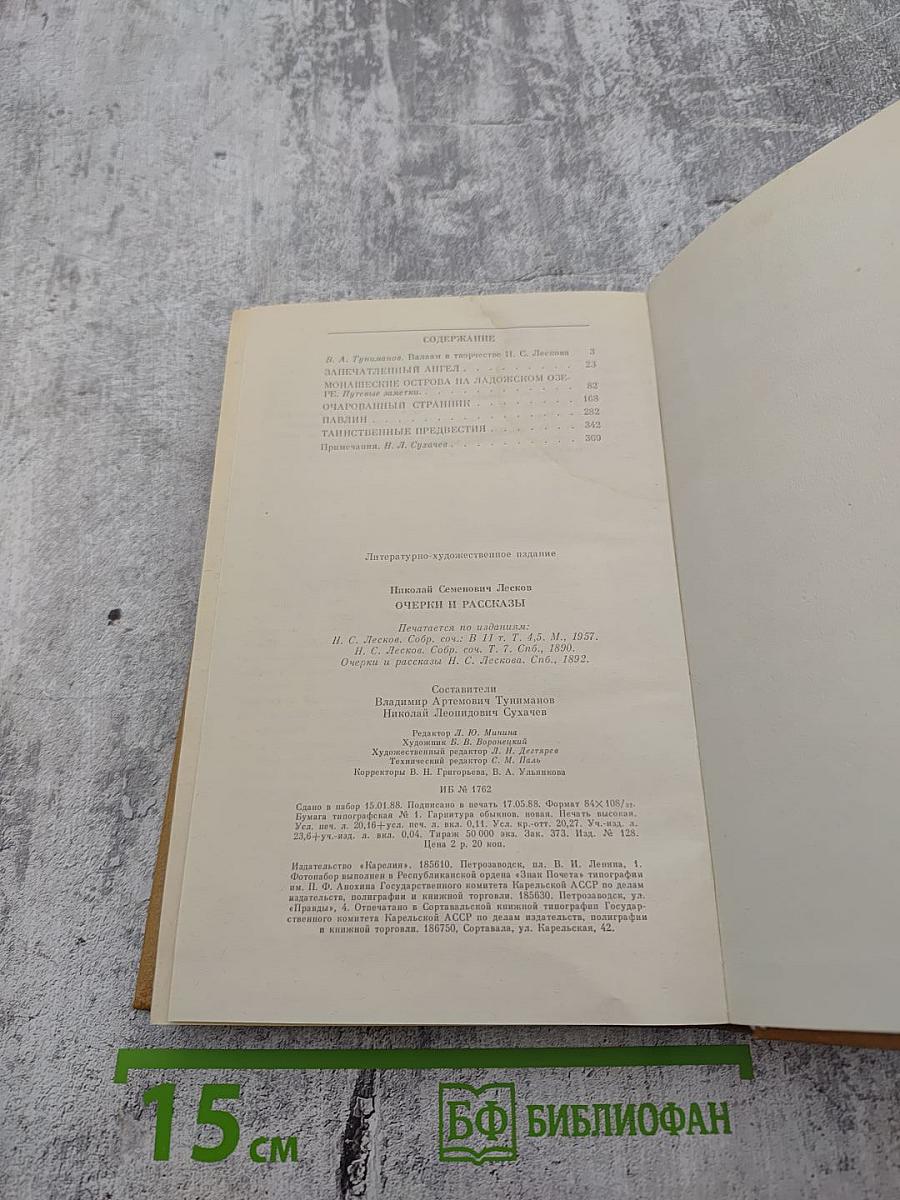 СОДЕРЖАНИЕ
В. А. Туниманов. Валаам в творчестве Н. С. Лескова 3
ЗАПЕЧАТЛЕННЫЙ АНГЕЛ . . . . . . . . . 23
МОНАШЕСКИЕ ОСТРОВА НА ЛАДОЖСКОМ ОЗЕ-
РЕ. Путевые заметки. . . . . . . . . . . 82
ОЧАРОВАННЫЙ СТРАННИК . . . . . . . . 168
ПАВЛИН . . . . . . . . . . . . . . . . 282
ТАИНСТВЕННЫЕ ПРЕДВЕСТИЯ . . . . . . . 342
Примечания. Н. Л. Сухачев . . . . . . . . . 369
Литературно-художественное издание
Николай Семенович Лесков
ОЧЕРКИ И РАССКАЗЫ
Печатается по изданиям:
Н. С. Лесков. Собр. соч.: В 11 т. Т. 4,5. М., 1957.
Н. С. Лесков. Собр. соч. Т. 7. Спб., 1890.
Очерки и рассказы Н. С. Лескова. Спб., 1892.
Составители
Владимир Артемович Туниманов
Николай Леонидович Сухачев
Редактор Л. Ю. Минина
Художник Б. В. Воронецкий
Художественный редактор Л. Н. Дегтярев
Технический редактор С. М. Паль
Корректоры В. Н. Григорьева, В. А. Ульянкова
ИБ № 1762
Сдано в набор 15.01.88. Подписано в печать 17.05.88. Формат 84×108/32.
Бумага типографская № 1. Гарнитура обыкнов. новая. Печать высокая.
Усл. печ. л. 20,16+усл. печ. л. вкл. 0,11. Усл. кр.-отт. 20,27. Уч.-изд. л.
23,6+уч.-изд. л. вкл. 0,04. Тираж 50 000 экз. Зак. 373. Изд. № 128.
Цена 2 р. 20 коп.
Издательство «Карелия». 185610. Петрозаводск, пл. В. И. Ленина, 1.
Фотонабор выполнен в Республиканской ордена «Знак Почета» типографии
им. П. Ф. Анохина Государственного комитета Карельской АССР по делам
издательств, полиграфии и книжной торговли. 185630. Петрозаводск, ул.
«Правды», 4. Отпечатано в Сортавальской книжной типографии Государ-
ственного комитета Карельской АССР по делам издательств, полиграфии
и книжной торговли. 186750, Сортавала, ул. Карельская, 42.
15 см
БФ БИБЛИОФАН